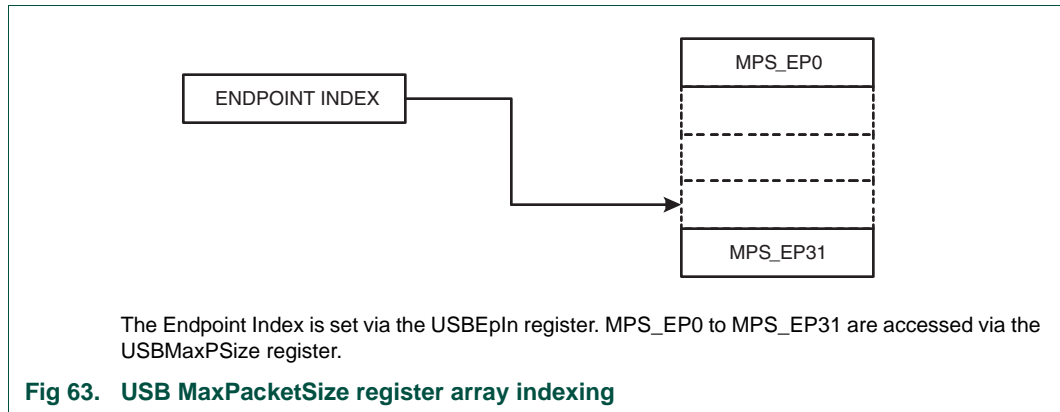 MPS_EP0
ENDPOINT INDEX
MPS_EP31
The Endpoint Index is set via the USBEpIn register. MPS_EP0 to MPS_EP31 are accessed via the
USBMaxPSize register.
Fig 63. USB MaxPacketSize register array indexing